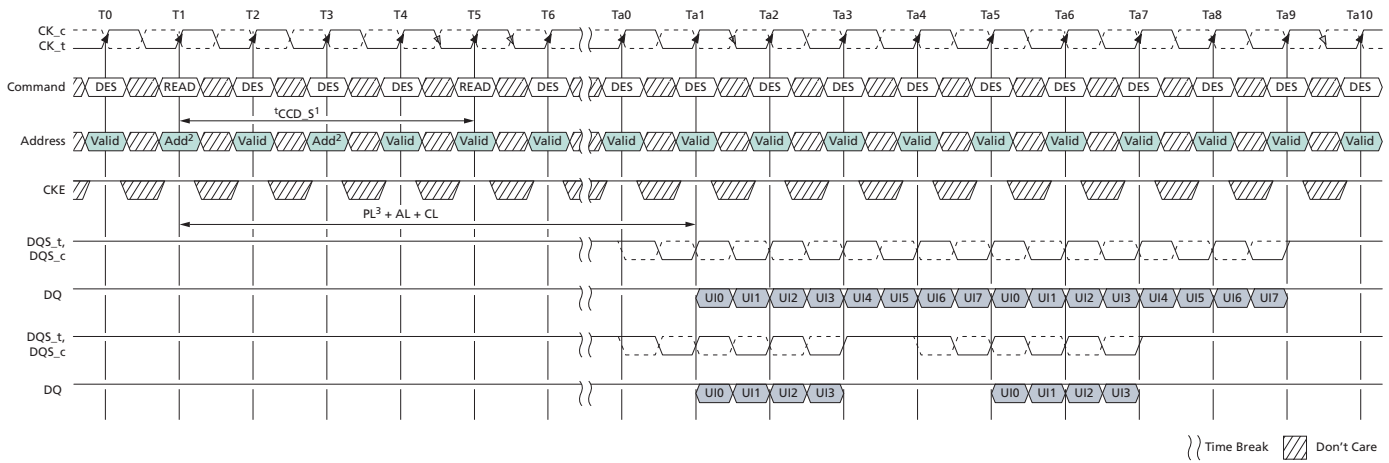 T0 T1 T2 T3 T4 T5 T6 Ta0 Ta1 Ta2 Ta3 Ta4 Ta5 Ta6 Ta7 Ta8 Ta9 Ta10
CK_c
CK_t
Command DES READ DES DES DES READ DES DES DES DES DES DES DES DES DES DES DES DES
tCCD_S1
Address Valid Add2 Valid Add2 Valid Valid Valid Valid Valid Valid Valid Valid Valid Valid Valid Valid Valid Valid
CKE
PL3 + AL + CL
DQS_t,
DQS_c
DQ UI0 UI1 UI2 UI3 UI4 UI5 UI6 UI7 UI0 UI1 UI2 UI3 UI4 UI5 UI6 UI7
DQS_t,
DQS_c
DQ UI0 UI1 UI2 UI3 UI0 UI1 UI2 UI3
Time Break Don't Care